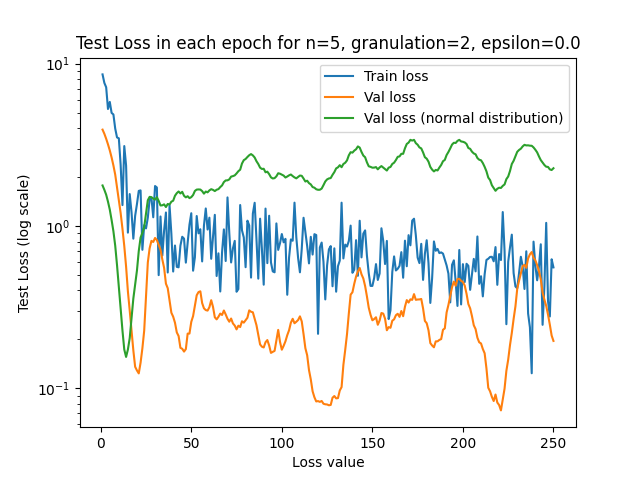 Test Loss in each epoch for n=5, granulation=2, epsilon=0.0
Train loss
Val loss
Val loss (normal distribution)
Test Loss (log scale)
10¹
10⁰
10⁻¹
0 50 100 150 200 250
Loss value